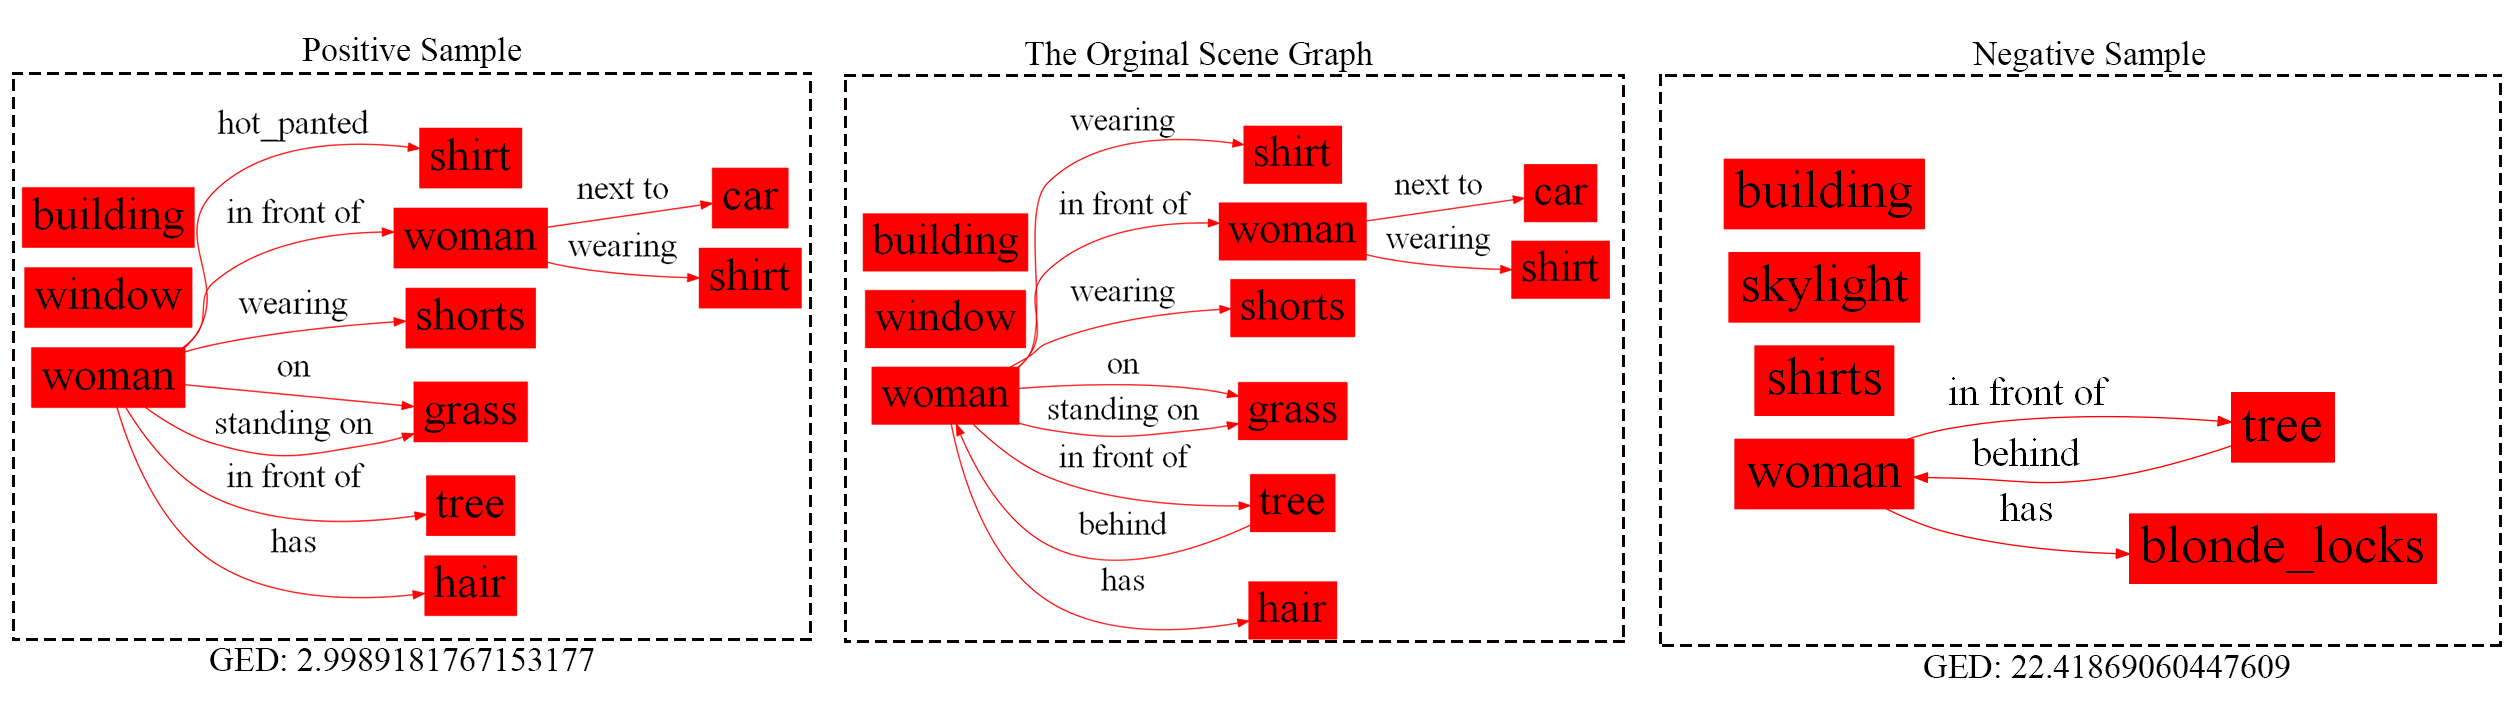 Positive Sample
hot_panted
shirt
building
in front of
woman
next to
car
wearing
shirt
window
wearing
shorts
woman
on
grass
standing on
in front of
tree
has
hair
GED: 2.9989181767153177
The Orginal Scene Graph
wearing
shirt
in front of
woman
next to
car
building
wearing
shirt
window
wearing
shorts
woman
on
grass
standing on
in front of
tree
behind
has
hair
Negative Sample
building
skylight
shirts
in front of
tree
woman
behind
has
blonde_locks
GED: 22.41869060447609